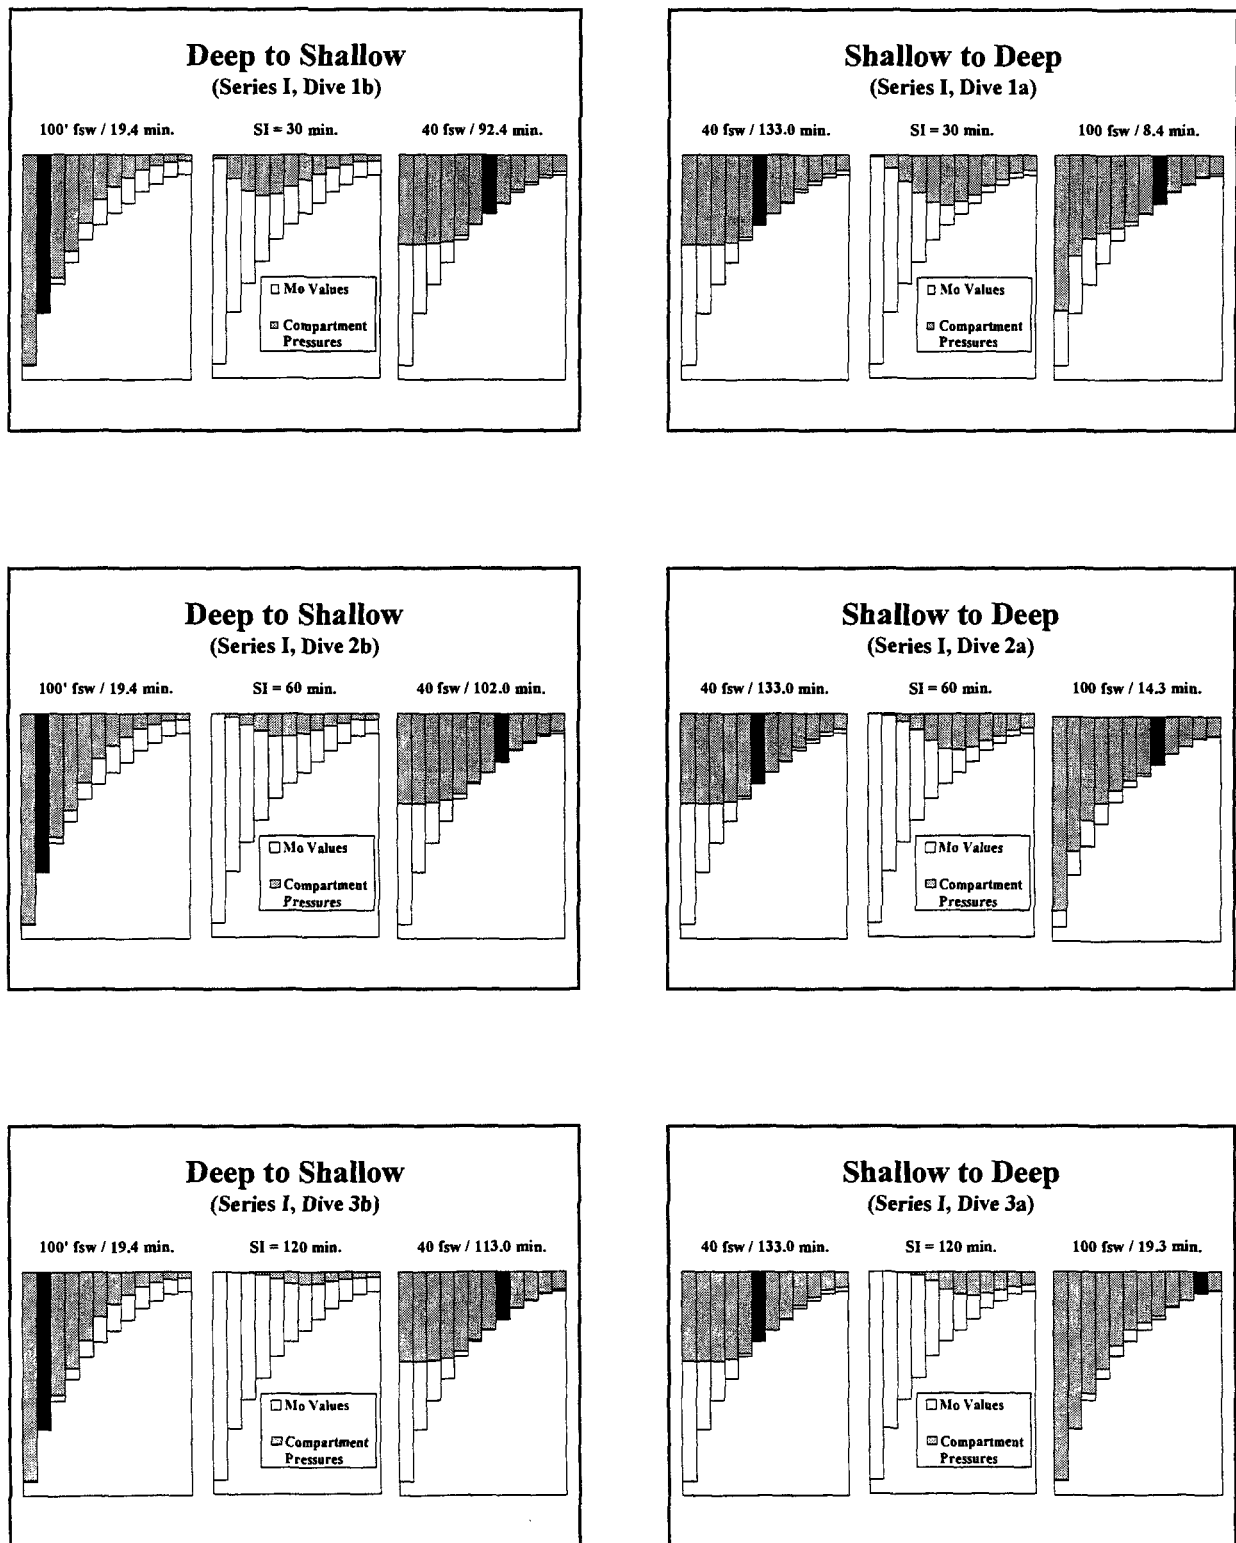 Deep to Shallow
(Series I, Dive 1b)
100' fsw / 19.4 min.
SI = 30 min.
40 fsw / 92.4 min.
Mo Values
Compartment
Pressures
Shallow to Deep
(Series I, Dive 1a)
40 fsw / 133.0 min.
SI = 30 min.
100 fsw / 8.4 min.
Mo Values
Compartment
Pressures
Deep to Shallow
(Series I, Dive 2b)
100' fsw / 19.4 min.
SI = 60 min.
40 fsw / 102.0 min.
Mo Values
Compartment
Pressures
Shallow to Deep
(Series I, Dive 2a)
40 fsw / 133.0 min.
SI = 60 min.
100 fsw / 14.3 min.
Mo Values
Compartment
Pressures
Deep to Shallow
(Series I, Dive 3b)
100' fsw / 19.4 min.
SI = 120 min.
40 fsw / 113.0 min.
Mo Values
Compartment
Pressures
Shallow to Deep
(Series I, Dive 3a)
40 fsw / 133.0 min.
SI = 120 min.
100 fsw / 19.3 min.
Mo Values
Compartment
Pressures